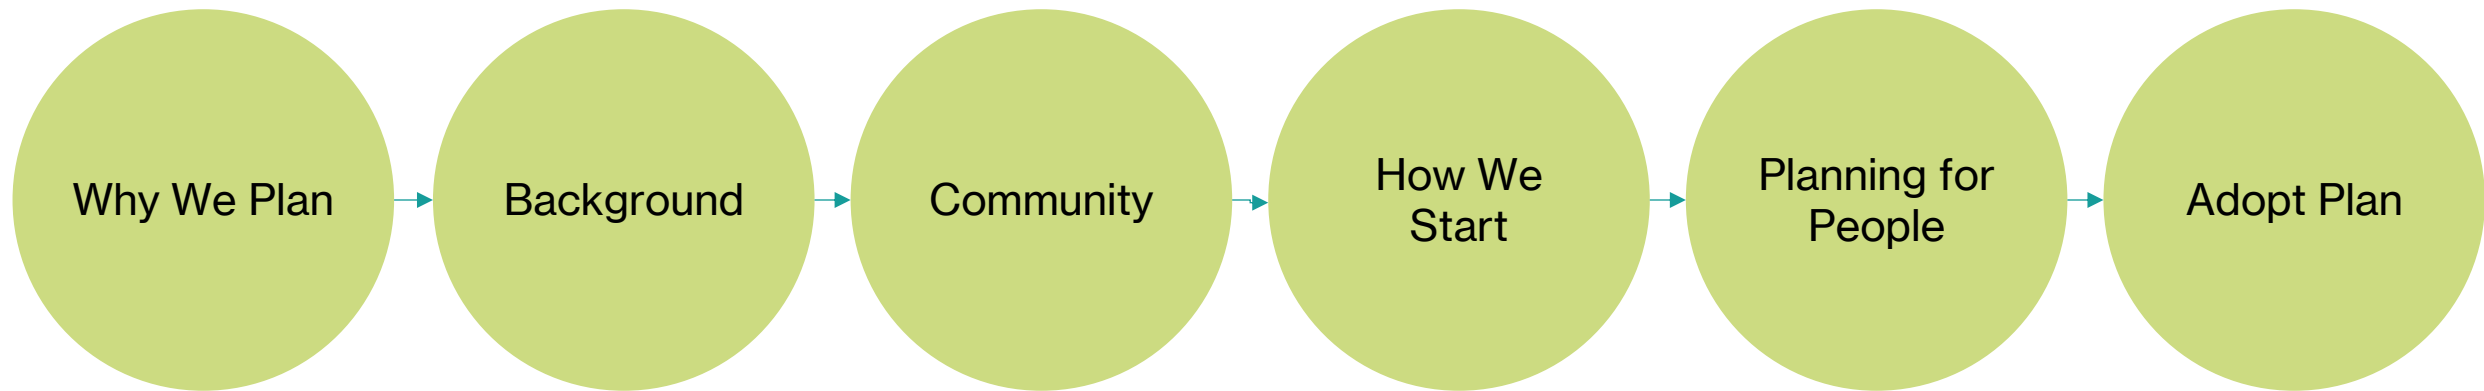 Why We Plan
Background
Community
How We
Start
Planning for
People
Adopt Plan